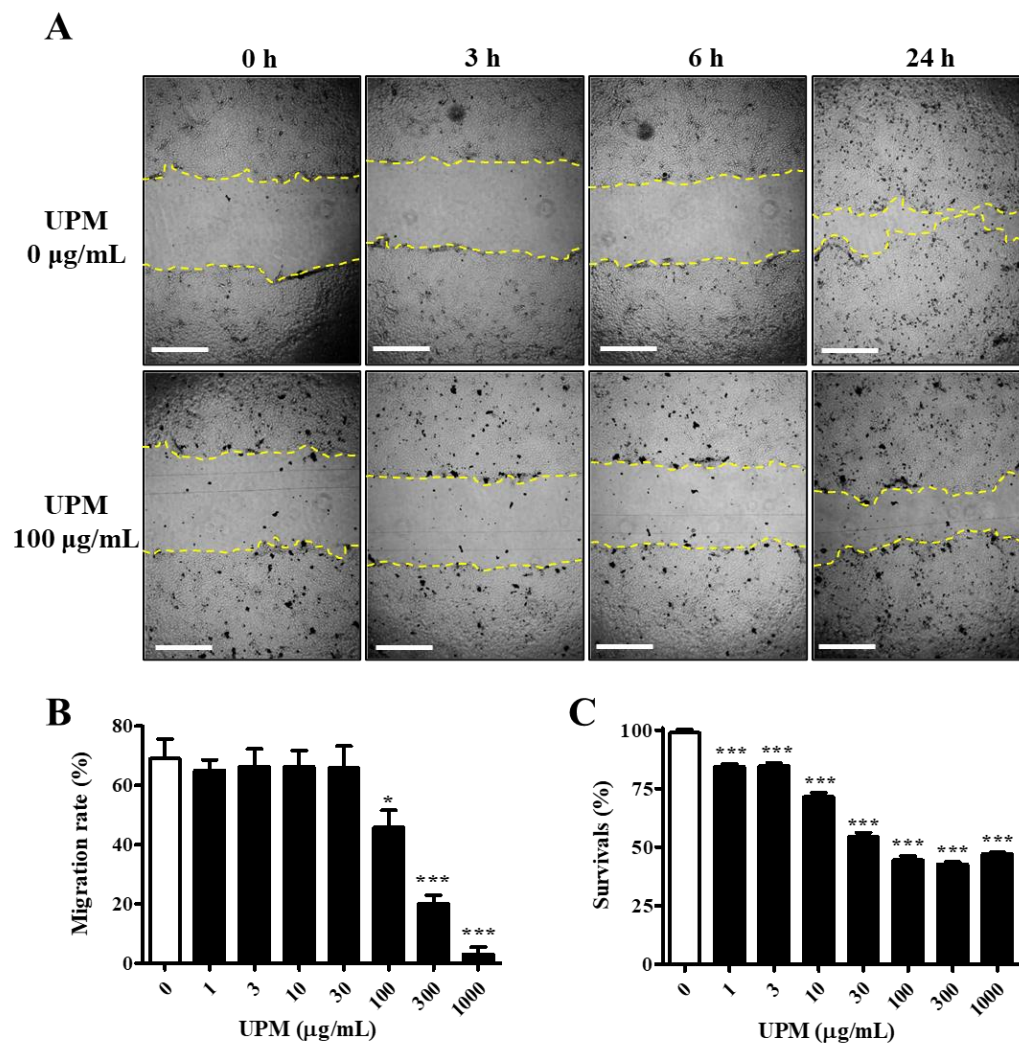 A
0 h 3 h 6 h 24 h
UPM
0 μg/mL
UPM
100 μg/mL
B
Migration rate (%)
80
60
40
20
0
*
***
***
0 1 3 10 30 100 300 1000
UPM (μg/mL)
C
Survivals (%)
100
75
50
25
0
*** *** *** *** *** *** ***
0 1 3 10 30 100 300 1000
UPM (μg/mL)